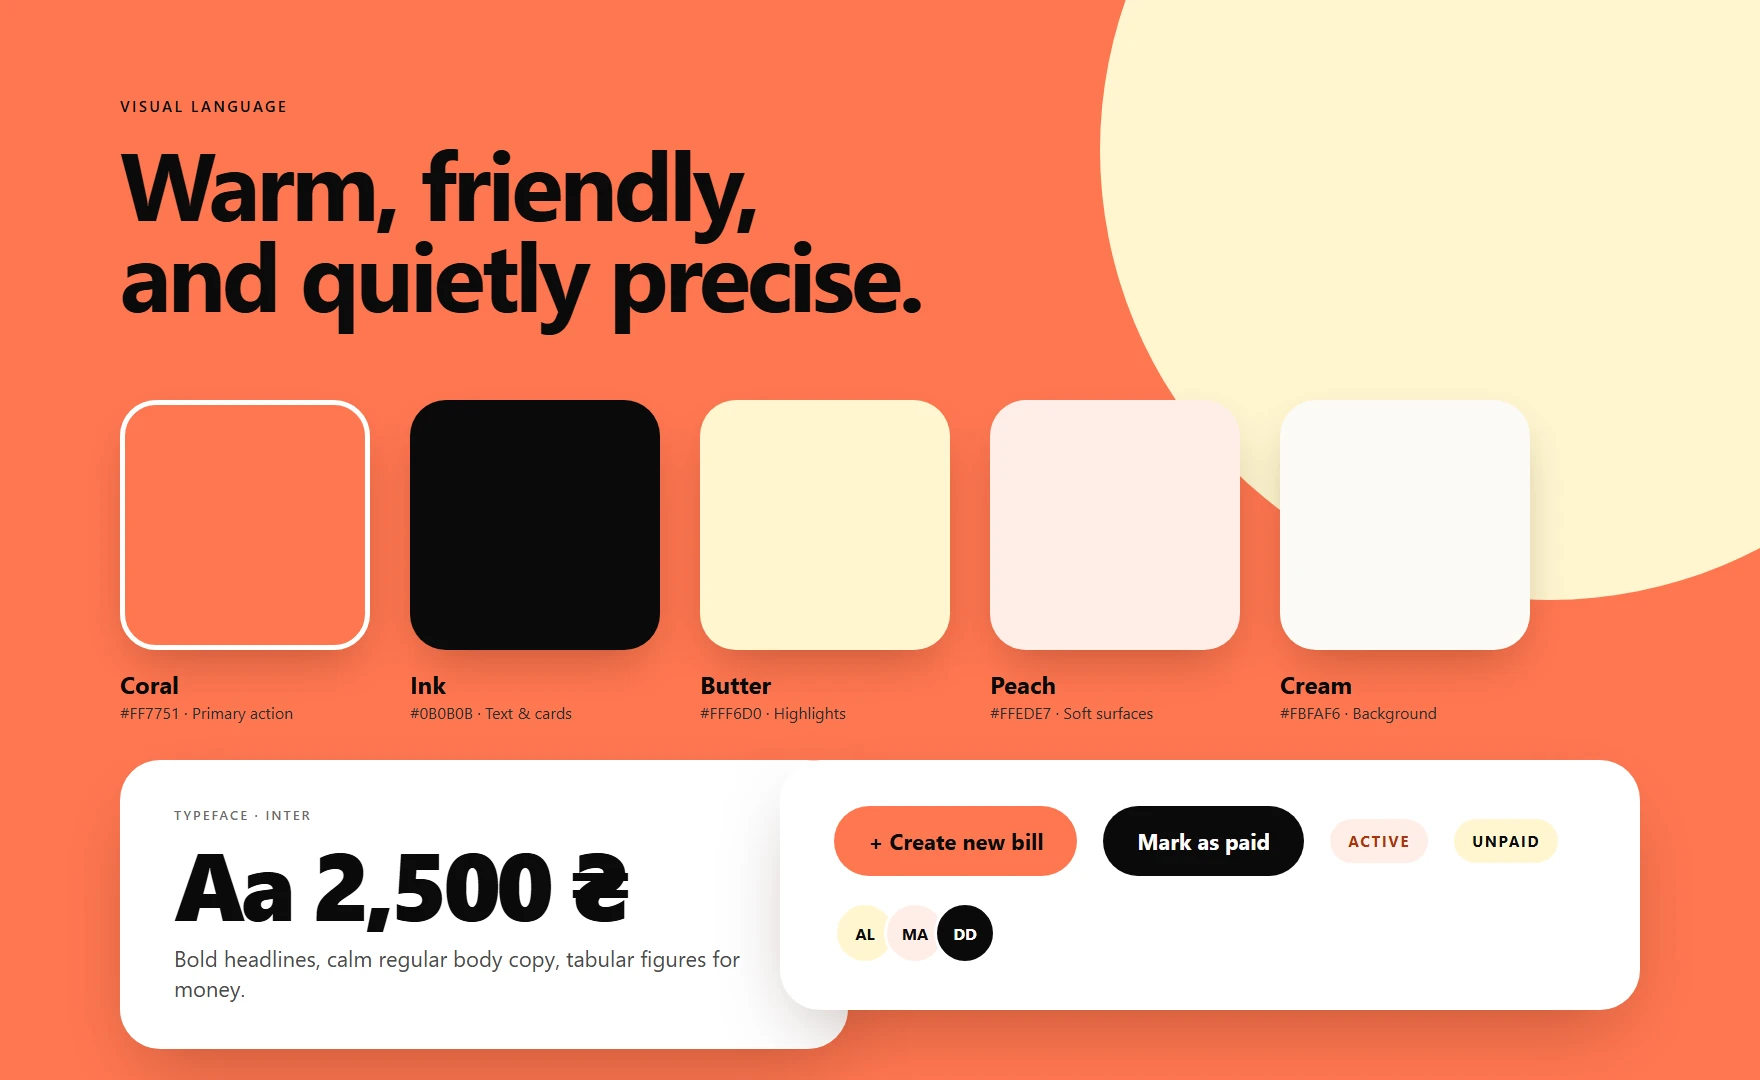 VISUAL LANGUAGE
Warm, friendly,
and quietly precise.
Coral
#FF7751 · Primary action
Ink
#0B0B0B · Text & cards
Butter
#FFF6D0 · Highlights
Peach
#FFEDE7 · Soft surfaces
Cream
#FBFAF6 · Background
TYPEFACE · INTER
Aa 2,500 ₴
Bold headlines, calm regular body copy, tabular figures for
money.
+ Create new bill
Mark as paid
ACTIVE
UNPAID
AL
MA
DD